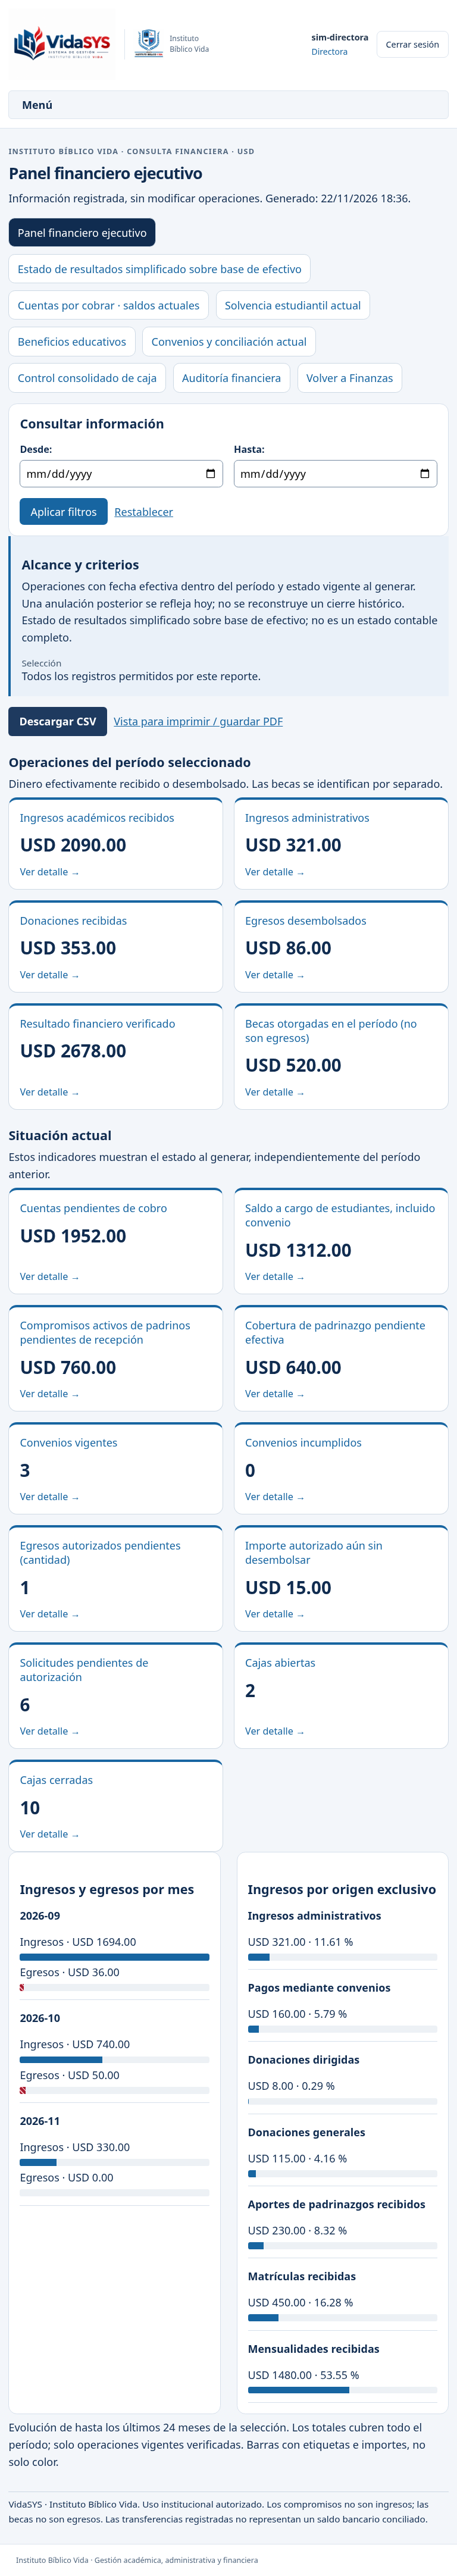 VidaSYS
Instituto
Bíblico Vida
sim-directora
Directora
Cerrar sesión
Menú
INSTITUTO BÍBLICO VIDA · CONSULTA FINANCIERA · USD
Panel financiero ejecutivo
Información registrada, sin modificar operaciones. Generado: 22/11/2026 18:36.
Panel financiero ejecutivo
Estado de resultados simplificado sobre base de efectivo
Cuentas por cobrar · saldos actuales
Solvencia estudiantil actual
Beneficios educativos
Convenios y conciliación actual
Control consolidado de caja
Auditoría financiera
Volver a Finanzas
Consultar información
Desde:
Hasta:
mm/dd/yyyy
mm/dd/yyyy
Aplicar filtros
Restablecer
Alcance y criterios
Operaciones con fecha efectiva dentro del período y estado vigente al generar.
Una anulación posterior se refleja hoy; no se reconstruye un cierre histórico.
Estado de resultados simplificado sobre base de efectivo; no es un estado contable
completo.
Selección
Todos los registros permitidos por este reporte.
Descargar CSV
Vista para imprimir / guardar PDF
Operaciones del período seleccionado
Dinero efectivamente recibido o desembolsado. Las becas se identifican por separado.
Ingresos académicos recibidos
USD 2090.00
Ver detalle →
Ingresos administrativos
USD 321.00
Ver detalle →
Donaciones recibidas
USD 353.00
Ver detalle →
Egresos desembolsados
USD 86.00
Ver detalle →
Resultado financiero verificado
USD 2678.00
Ver detalle →
Becas otorgadas en el período (no
son egresos)
USD 520.00
Ver detalle →
Situación actual
Estos indicadores muestran el estado al generar, independientemente del período
anterior.
Cuentas pendientes de cobro
USD 1952.00
Ver detalle →
Saldo a cargo de estudiantes, incluido
convenio
USD 1312.00
Ver detalle →
Compromisos activos de padrinos
pendientes de recepción
USD 760.00
Ver detalle →
Cobertura de padrinazgo pendiente
efectiva
USD 640.00
Ver detalle →
Convenios vigentes
3
Ver detalle →
Convenios incumplidos
0
Ver detalle →
Egresos autorizados pendientes
(cantidad)
1
Ver detalle →
Importe autorizado aún sin
desembolsar
USD 15.00
Ver detalle →
Solicitudes pendientes de
autorización
6
Ver detalle →
Cajas abiertas
2
Ver detalle →
Cajas cerradas
10
Ver detalle →
Ingresos y egresos por mes
2026-09
Ingresos · USD 1694.00
Egresos · USD 36.00
2026-10
Ingresos · USD 740.00
Egresos · USD 50.00
2026-11
Ingresos · USD 330.00
Egresos · USD 0.00
Ingresos por origen exclusivo
Ingresos administrativos
USD 321.00 · 11.61 %
Pagos mediante convenios
USD 160.00 · 5.79 %
Donaciones dirigidas
USD 8.00 · 0.29 %
Donaciones generales
USD 115.00 · 4.16 %
Aportes de padrinazgos recibidos
USD 230.00 · 8.32 %
Matrículas recibidas
USD 450.00 · 16.28 %
Mensualidades recibidas
USD 1480.00 · 53.55 %
Evolución de hasta los últimos 24 meses de la selección. Los totales cubren todo el
período; solo operaciones vigentes verificadas. Barras con etiquetas e importes, no
solo color.
VidaSYS · Instituto Bíblico Vida. Uso institucional autorizado. Los compromisos no son ingresos; las
becas no son egresos. Las transferencias registradas no representan un saldo bancario conciliado.
Instituto Bíblico Vida · Gestión académica, administrativa y financiera